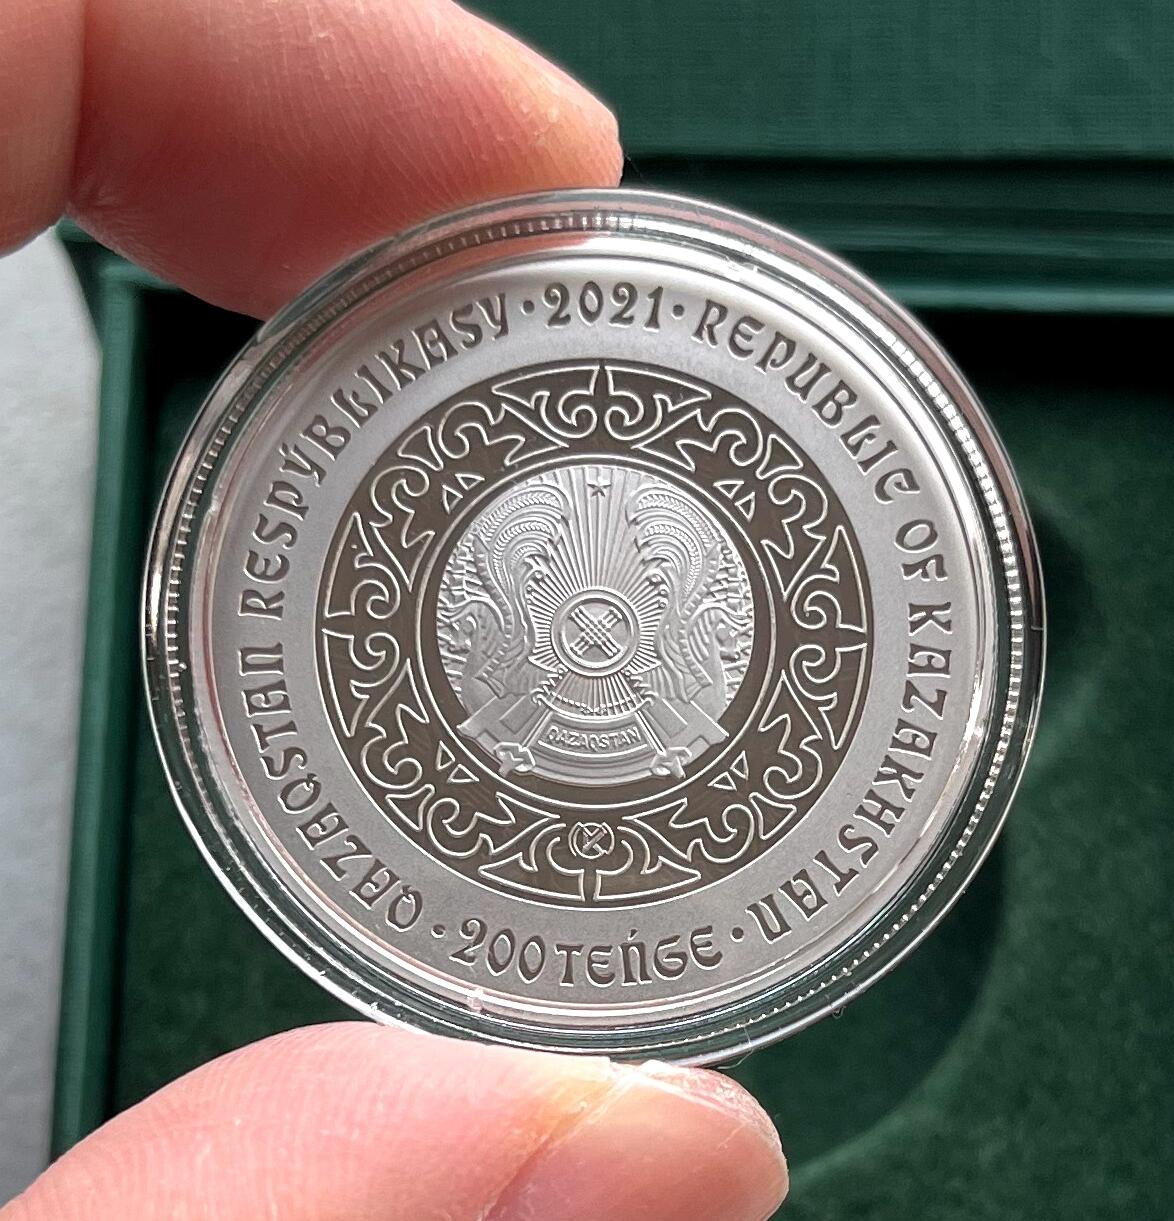 QAZAQSTAN RESPÝBLIKASY · 2021 · REPUBLIC OF KAZAKHSTAN · 200 TEŃGE ·
QAZAQSTAN